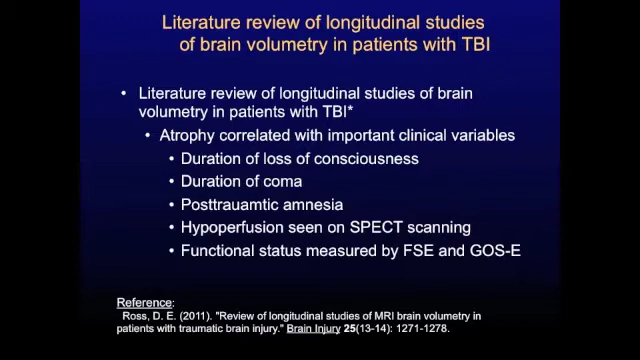 Literature review of longitudinal studies
of brain volumetry in patients with TBI
• Literature review of longitudinal studies of brain
volumetry in patients with TBI*
• Atrophy correlated with important clinical variables
• Duration of loss of consciousness
• Duration of coma
• Posttrauamtic amnesia
• Hypoperfusion seen on SPECT scanning
• Functional status measured by FSE and GOS-E
Reference:
Ross, D. E. (2011). "Review of longitudinal studies of MRI brain volumetry in
patients with traumatic brain injury." Brain Injury 25(13-14): 1271-1278.